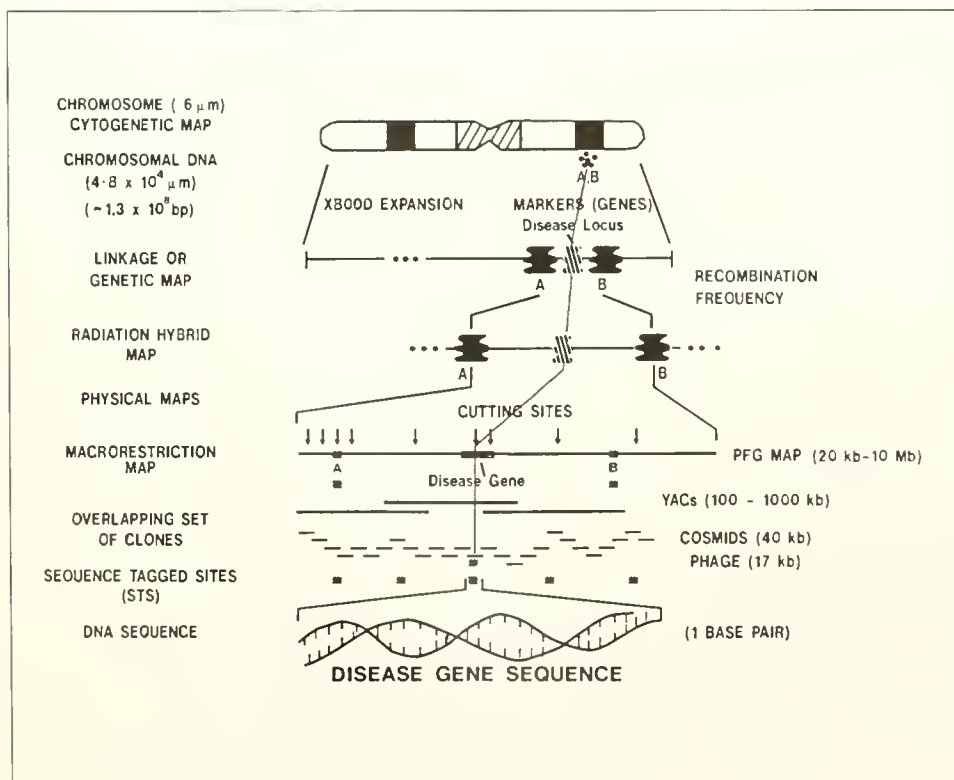 CHROMOSOME ( 6 μm)
CYTOGENETIC MAP
CHROMOSOMAL DNA
(4·8 x 10⁴ μm)
(~1.3 x 10⁸ bp)
A,B
X8000 EXPANSION
MARKERS (GENES)
Disease Locus
LINKAGE OR
GENETIC MAP
A
B
RECOMBINATION
FREQUENCY
RADIATION HYBRID
MAP
A
B
PHYSICAL MAPS
CUTTING SITES
MACRORESTRICTION
MAP
A
B
PFG MAP (20 kb-10 Mb)
Disease Gene
YACs (100 - 1000 kb)
OVERLAPPING SET
OF CLONES
COSMIDS (40 kb)
PHAGE (17 kb)
SEQUENCE TAGGED SITES
(STS)
DNA SEQUENCE
(1 BASE PAIR)
DISEASE GENE SEQUENCE